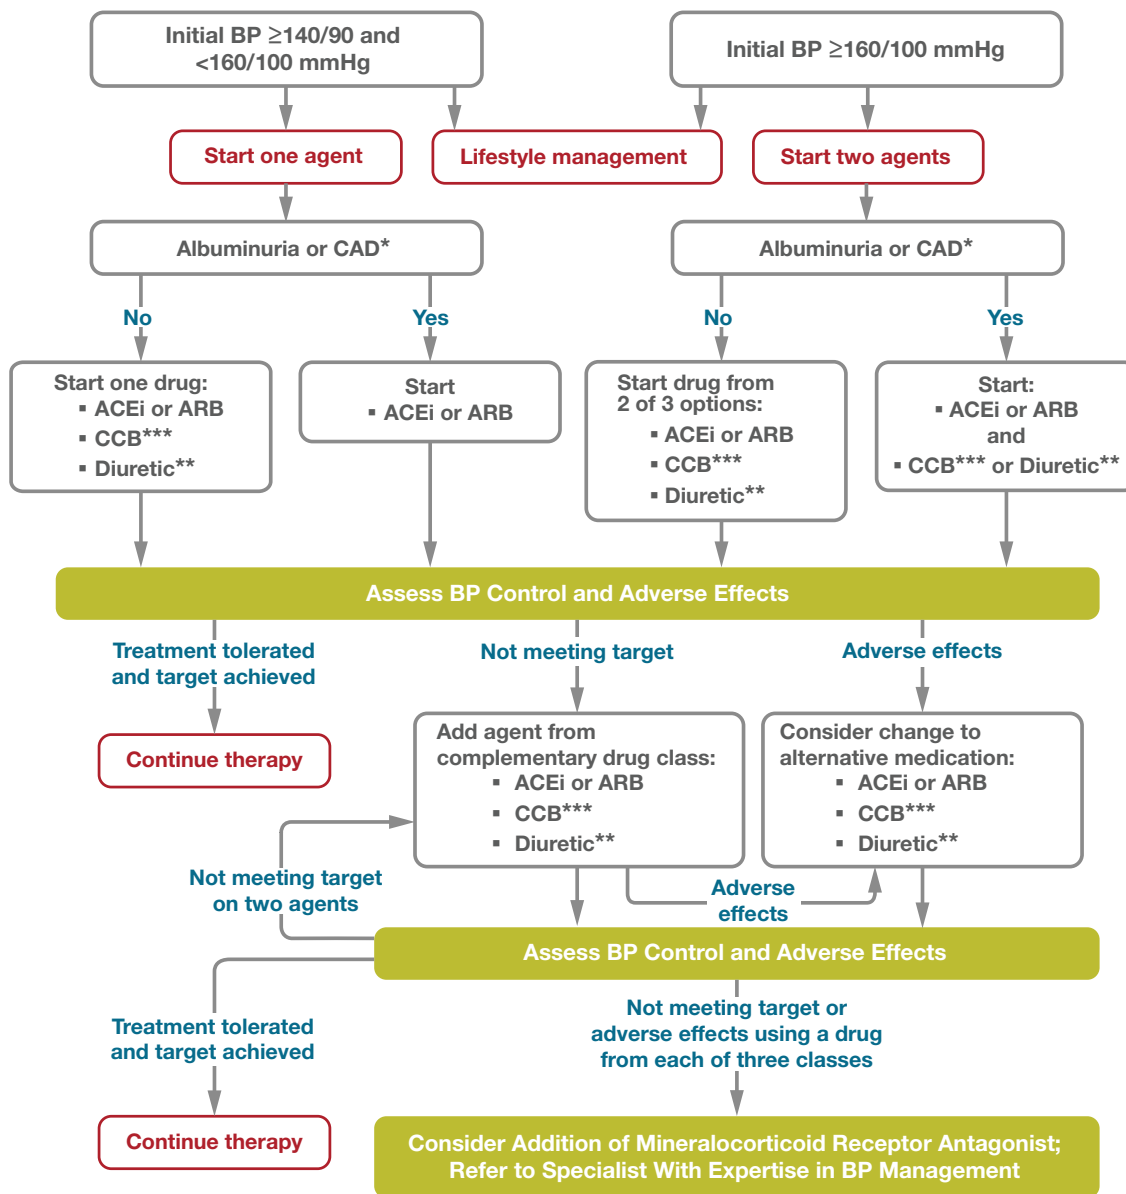 Initial BP ≥140/90 and
<160/100 mmHg
Initial BP ≥160/100 mmHg
Start one agent
Lifestyle management
Start two agents
Albuminuria or CAD*
Albuminuria or CAD*
No
Yes
No
Yes
Start one drug:
▪ ACEi or ARB
▪ CCB***
▪ Diuretic**
Start
▪ ACEi or ARB
Start drug from
2 of 3 options:
▪ ACEi or ARB
▪ CCB***
▪ Diuretic**
Start:
▪ ACEi or ARB
and
▪ CCB*** or Diuretic**
Assess BP Control and Adverse Effects
Treatment tolerated
and target achieved
Not meeting target
Adverse effects
Continue therapy
Add agent from
complementary drug class:
▪ ACEi or ARB
▪ CCB***
▪ Diuretic**
Consider change to
alternative medication:
▪ ACEi or ARB
▪ CCB***
▪ Diuretic**
Not meeting target
on two agents
Adverse
effects
Assess BP Control and Adverse Effects
Treatment tolerated
and target achieved
Not meeting target or
adverse effects using a drug
from each of three classes
Continue therapy
Consider Addition of Mineralocorticoid Receptor Antagonist;
Refer to Specialist With Expertise in BP Management